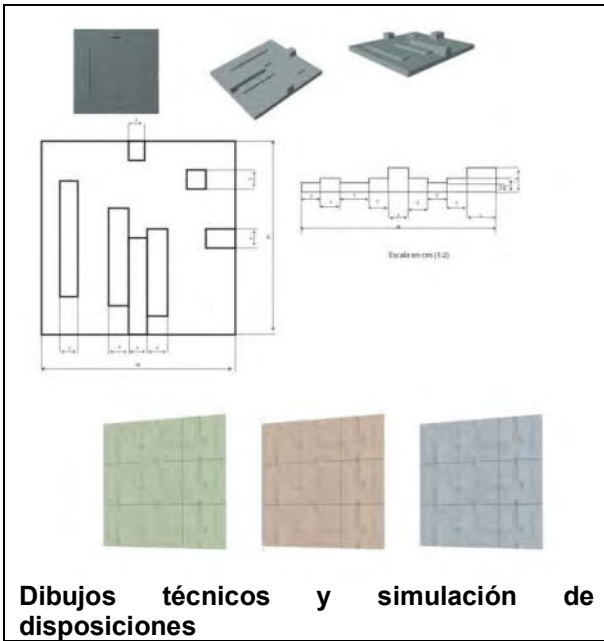 Escala en cm (1:2)
Dibujos técnicos y simulación de
disposiciones